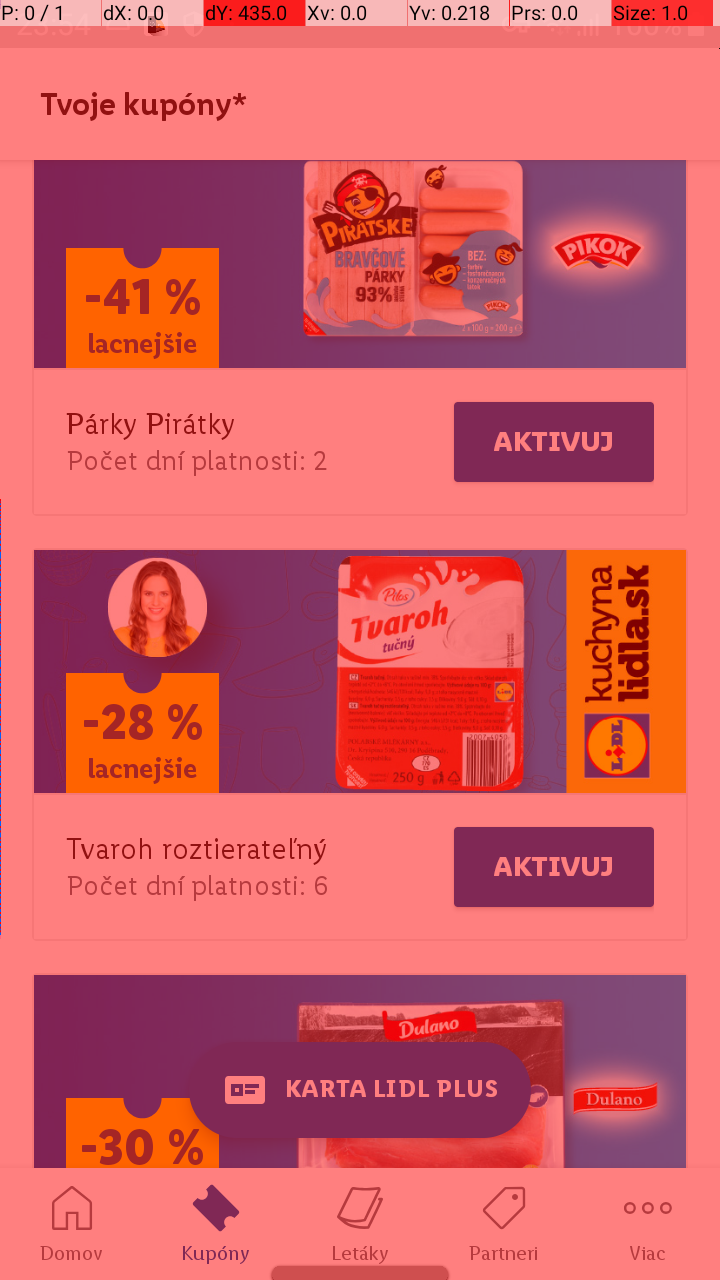 P: 0 / 1 dX: 0.0 dY: 435.0 Xv: 0.0 Yv: 0.218 Prs: 0.0 Size: 1.0
Tvoje kupóny*
PIRÁTSKE
BRAVČOVÉ
PÁRKY
93%
BEZ:
PIKOK
PIKOK
-41 %
lacnejšie
Párky Pirátky
Počet dní platnosti: 2
AKTIVUJ
Pilos
Tvaroh
tučný
250 g
kuchyna
lidla.sk
LIDL
-28 %
lacnejšie
Tvaroh roztierateľný
Počet dní platnosti: 6
AKTIVUJ
Dulano
Dulano
-30 %
KARTA LIDL PLUS
Domov
Kupóny
Letáky
Partneri
Viac